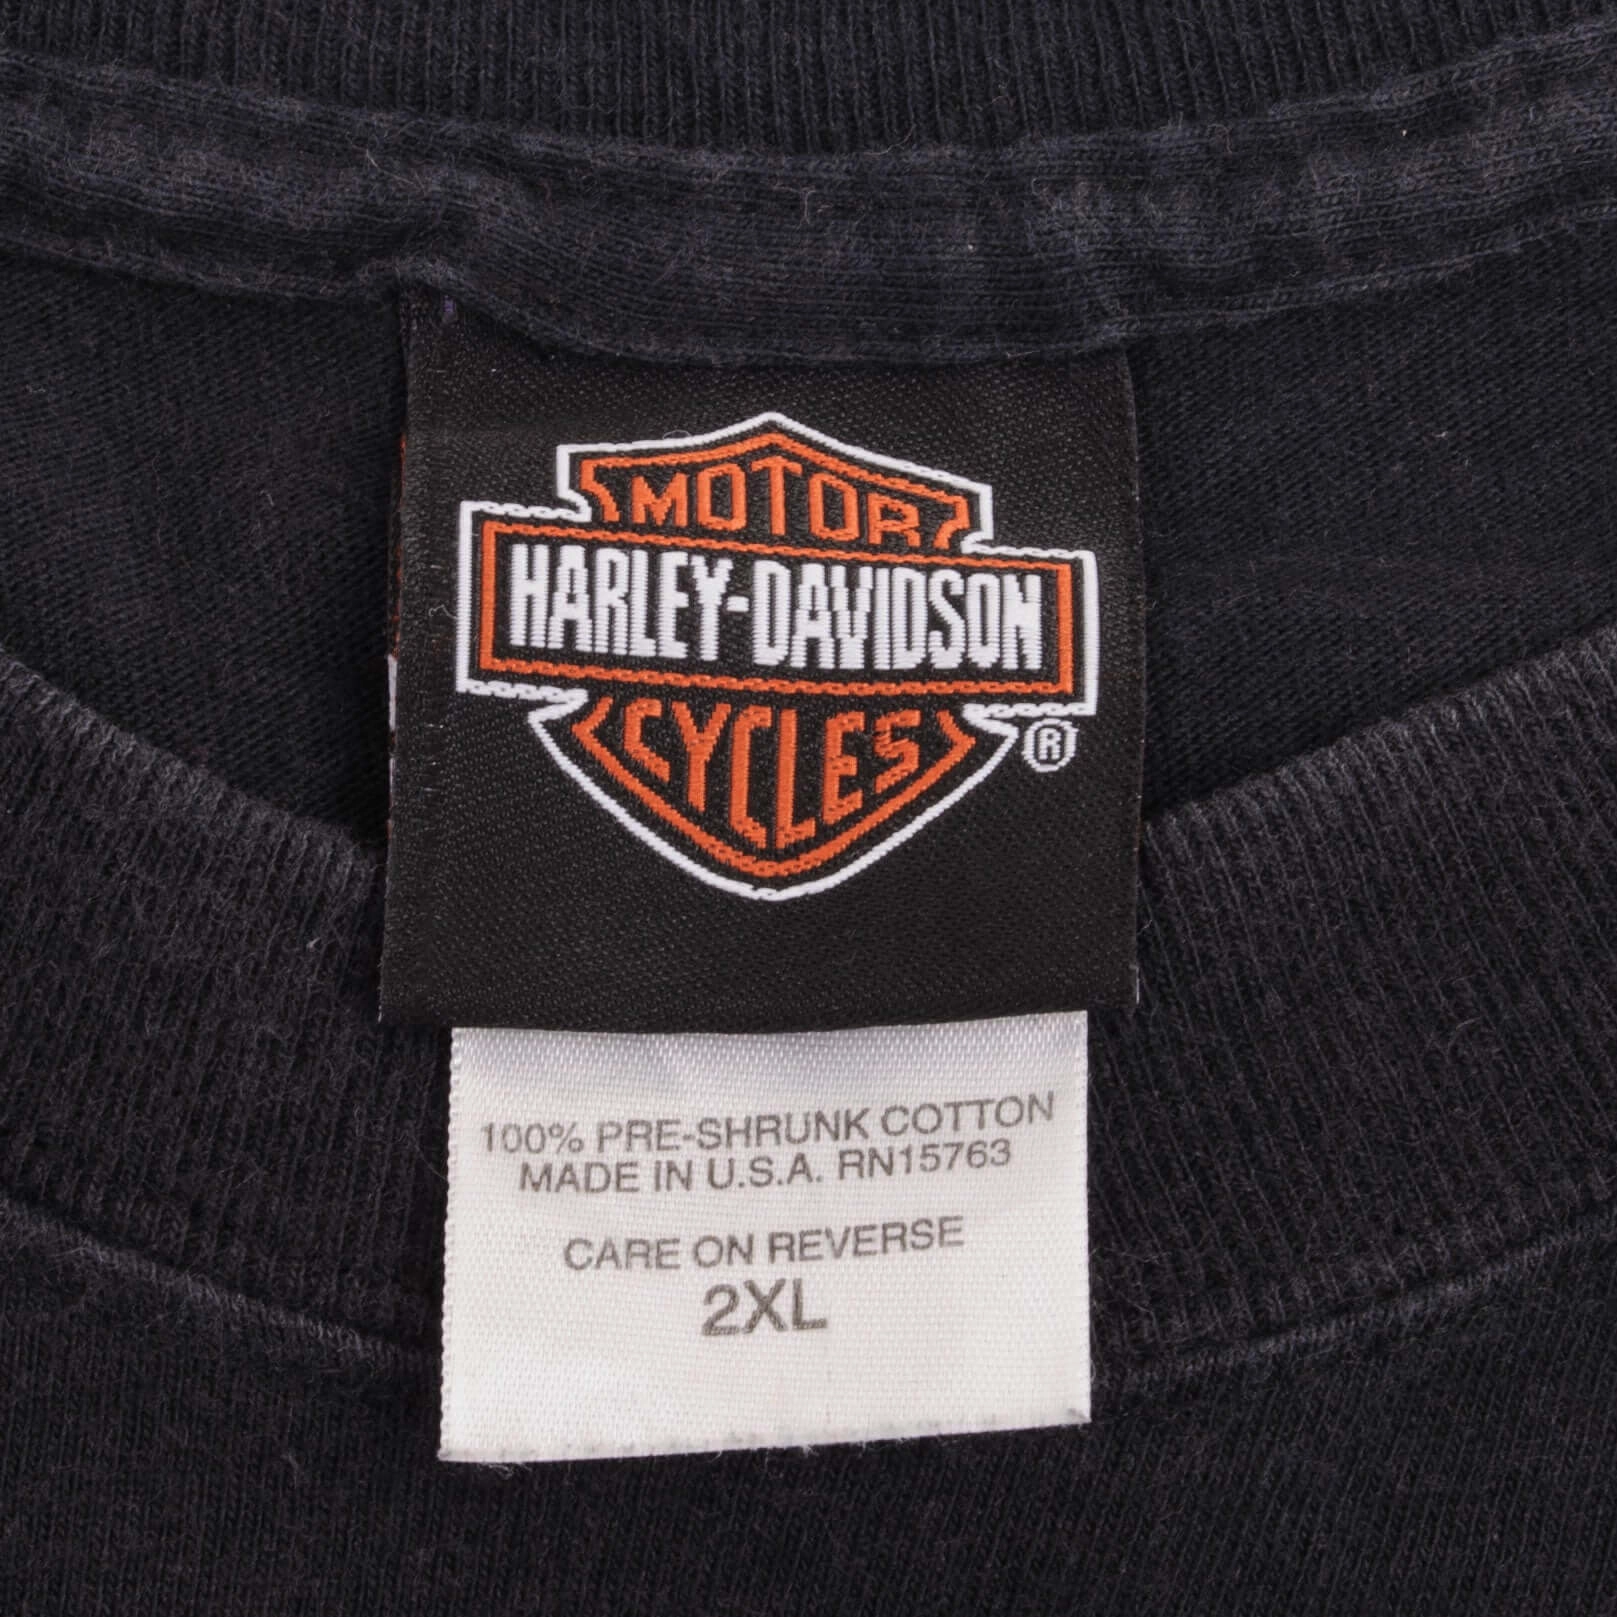 MOTOR
HARLEY-DAVIDSON
CYCLES
®
100% PRE-SHRUNK COTTON
MADE IN U.S.A. RN15763
CARE ON REVERSE
2XL